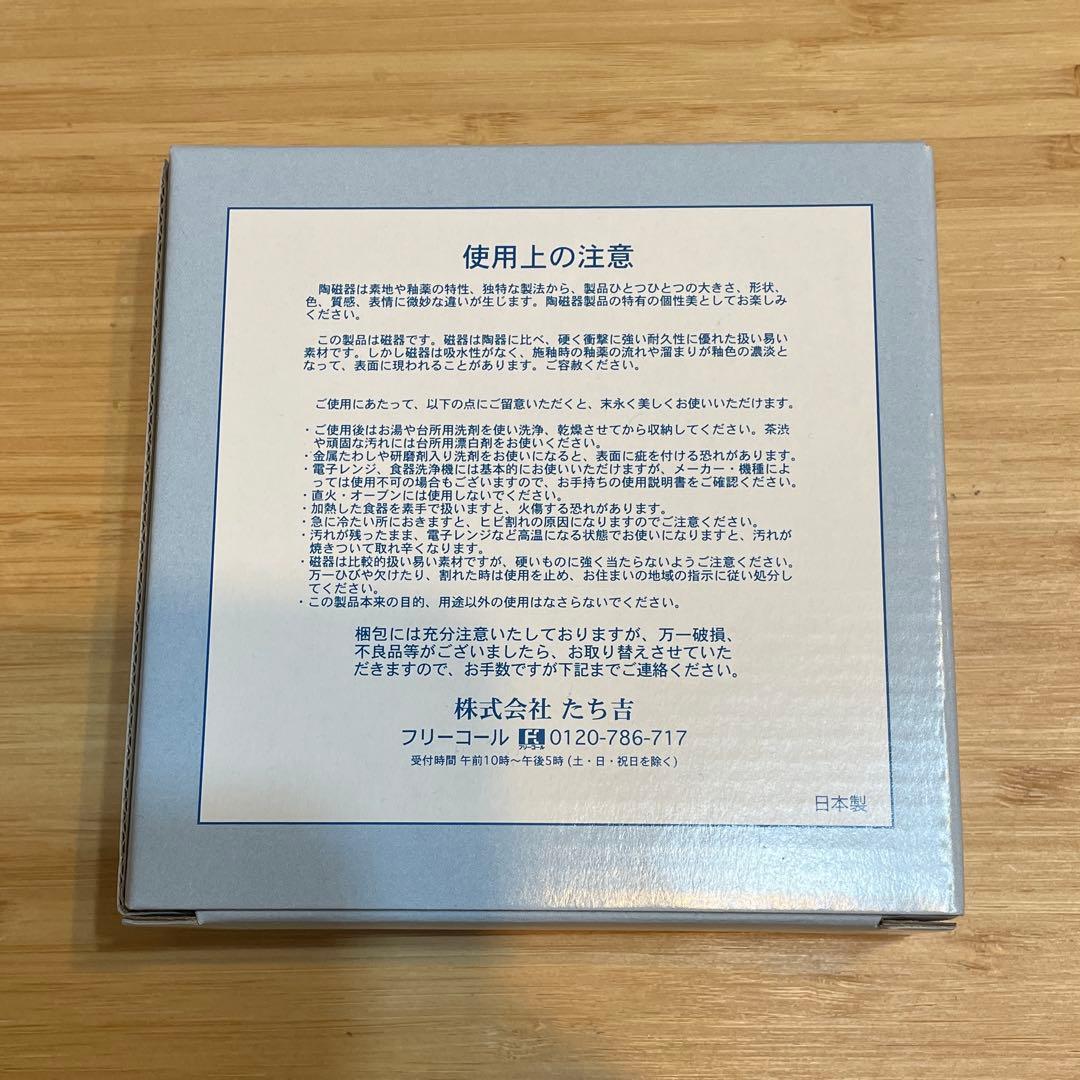 使用上の注意
陶磁器は素地や釉薬の特性、独特な製法から、製品ひとつひとつの大きさ、形状、
色、質感、表情に微妙な違いが生じます。陶磁器製品の特有の個性美としてお楽しみ
ください。
この製品は磁器です。磁器は陶器に比べ、硬く衝撃に強い耐久性に優れた扱い易い
素材です。しかし磁器は吸水性がなく、施釉時の釉薬の流れや溜まりが釉色の濃淡と
なって、表面に現われることがあります。ご容赦ください。
ご使用にあたって、以下の点にご留意いただくと、末永く美しくお使いいただけます。
・ご使用後はお湯や台所用洗剤を使い洗浄、乾燥させてから収納してください。茶渋
や頑固な汚れには台所用漂白剤をお使いください。
・金属たわしや研磨剤入り洗剤をお使いになると、表面に疵を付ける恐れがあります。
・電子レンジ、食器洗浄機には基本的にお使いいただけますが、メーカー・機種によ
っては使用不可の場合もございますので、お手持ちの使用説明書をご確認ください。
・直火・オーブンには使用しないでください。
・加熱した食器を素手で扱いますと、火傷する恐れがあります。
・急に冷たい所におきますと、ヒビ割れの原因になりますのでご注意ください。
・汚れが残ったまま、電子レンジなど高温になる状態でお使いになりますと、汚れが
焼きついて取れ辛くなります。
・磁器は比較的扱い易い素材ですが、硬いものに強く当たらないようご注意ください。
万一ひびや欠けたり、割れた時は使用を止め、お住まいの地域の指示に従い処分し
てください。
・この製品本来の目的、用途以外の使用はなさらないでください。
梱包には充分注意いたしておりますが、万一破損、
不良品等がございましたら、お取り替えさせていた
だきますので、お手数ですが下記までご連絡ください。
株式会社 たち吉
フリーコール フリーコール 0120-786-717
受付時間 午前10時～午後5時 (土・日・祝日を除く)
日本製